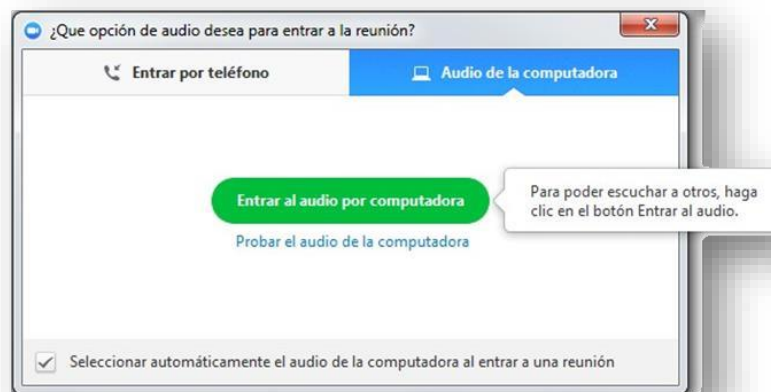 ¿Que opción de audio desea para entrar a la reunión?
Entrar por teléfono
Audio de la computadora
Entrar al audio por computadora
Para poder escuchar a otros, haga
clic en el botón Entrar al audio.
Probar el audio de la computadora
Seleccionar automáticamente el audio de la computadora al entrar a una reunión